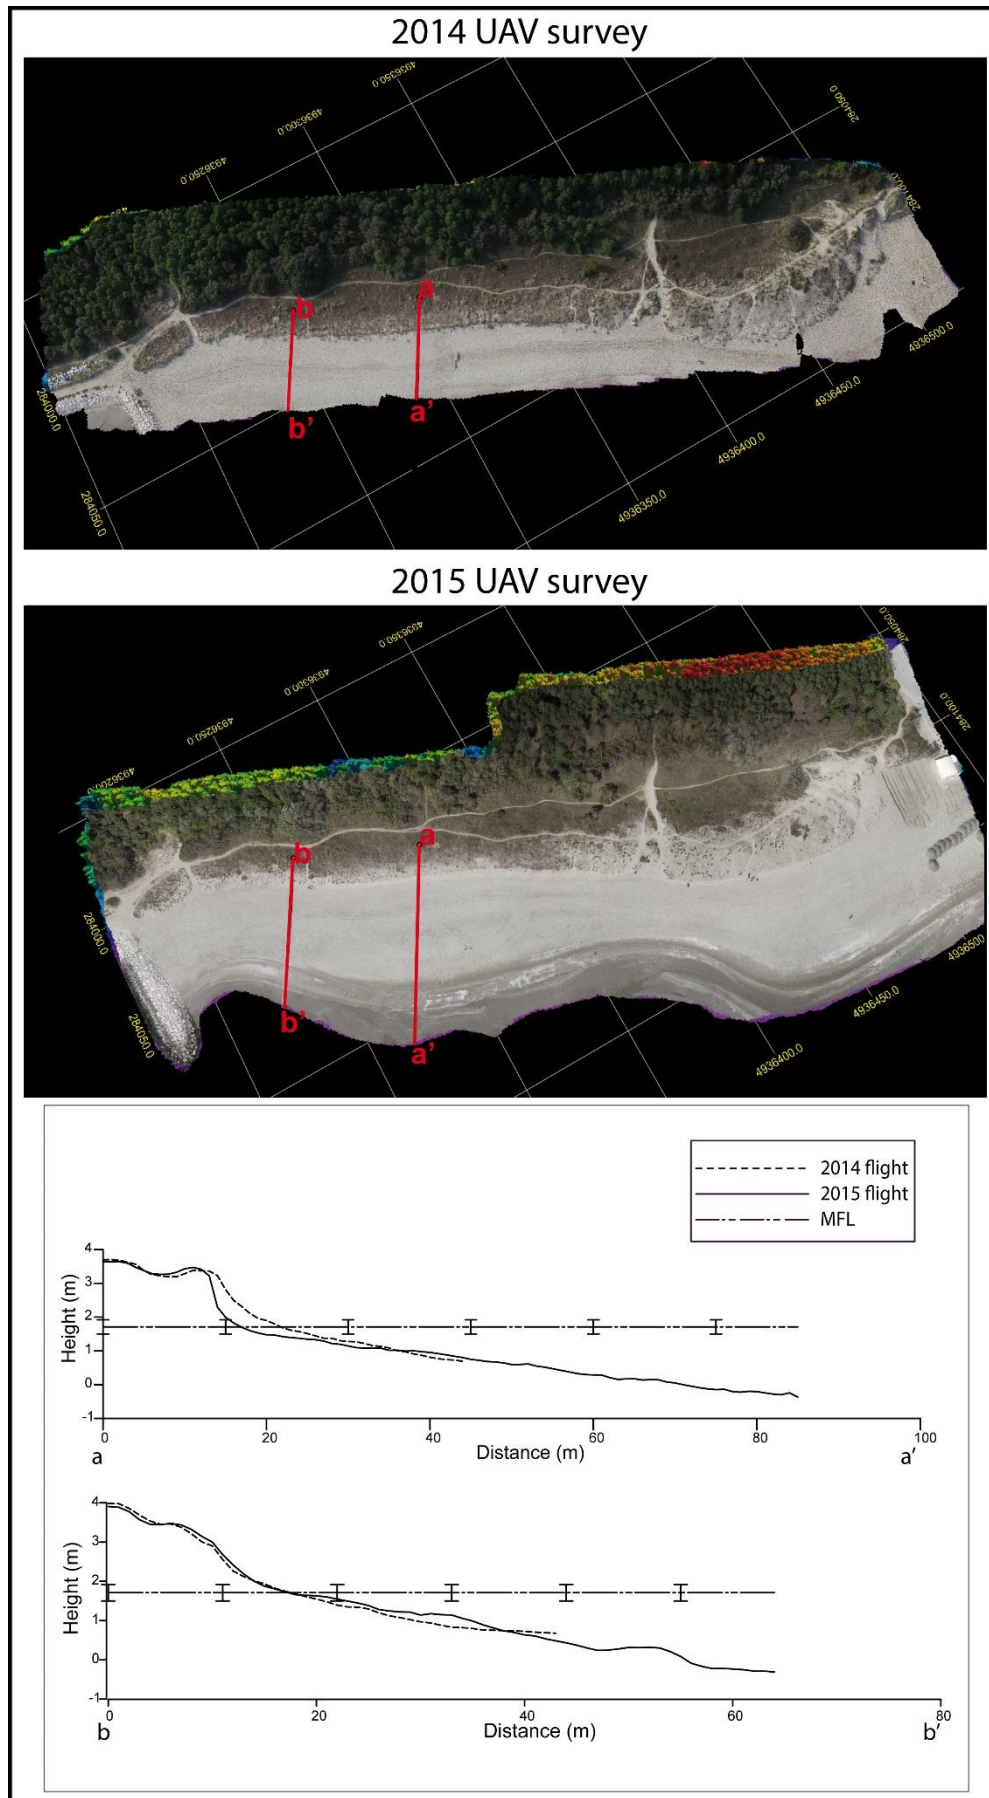 2014 UAV survey
4936350.0
4936300.0
4936250.0
284050.0
284100.0
a
b
a'
b'
284000.0
284050.0
4936500.0
4936450.0
4936400.0
4936350.0
2015 UAV survey
4936350.0
4936300.0
4936250.0
4936200.0
284050.0
284100.0
a
b
a'
b'
284000.0
284050.0
4936500
4936450.0
4936400.0
2014 flight
2015 flight
MFL
Height (m)
4
3
2
1
0
-1
0 20 40 60 80 100
a Distance (m) a'
Height (m)
4
3
2
1
0
-1
0 20 40 60 80
b Distance (m) b'